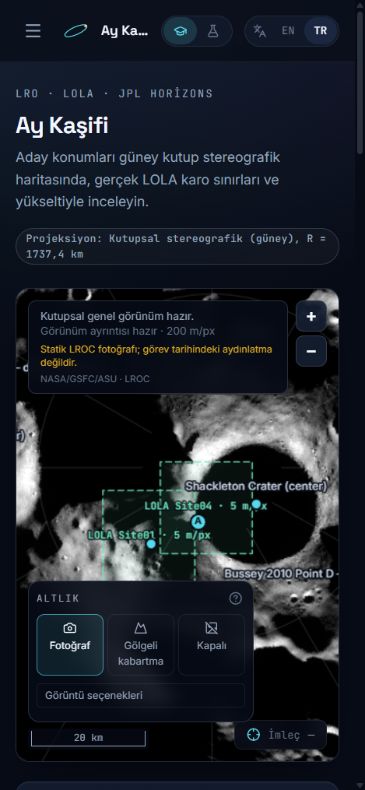 Ay Ka...
EN
TR
LRO · LOLA · JPL HORİZONS
Ay Kaşifi
Aday konumları güney kutup stereografik
haritasında, gerçek LOLA karo sınırları ve
yükseltiyle inceleyin.
Projeksiyon: Kutupsal stereografik (güney), R =
1737,4 km
Kutupsal genel görünüm hazır.
Görünüm ayrıntısı hazır · 200 m/px
Statik LROC fotoğrafı; görev tarihindeki aydınlatma
değildir.
NASA/GSFC/ASU · LROC
+
−
Shackleton Crater (center)
LOLA Site04 · 5 m/px
A
LOLA Site01 · 5 m/px
Bussey 2010 Point D
ALTLIK
?
Fotoğraf
Gölgeli
kabartma
Kapalı
Görüntü seçenekleri
20 km
İmleç —